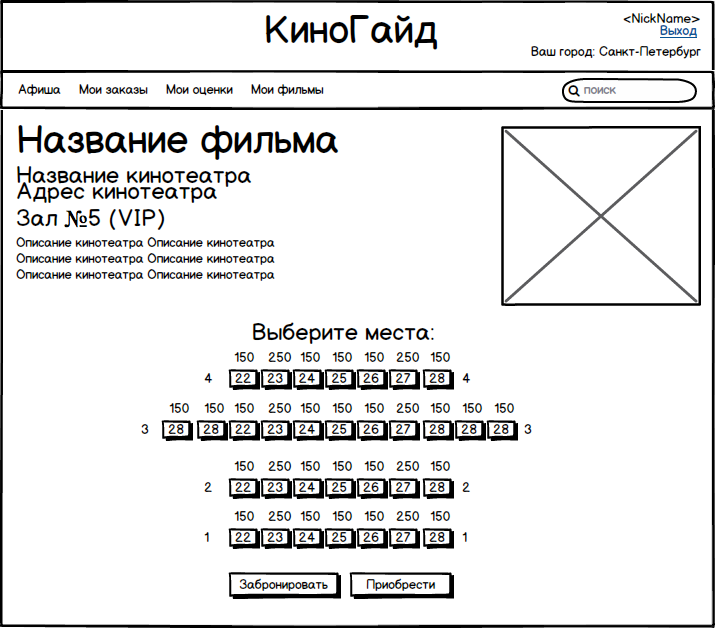 КиноГайд
<NickName>
Выход
Ваш город: Санкт-Петербург
Афиша Мои заказы Мои оценки Мои фильмы поиск
Название фильма
Название кинотеатра
Адрес кинотеатра
Зал №5 (VIP)
Описание кинотеатра Описание кинотеатра
Описание кинотеатра Описание кинотеатра
Описание кинотеатра Описание кинотеатра
Выберите места:
150 250 150 150 150 250 150
4 22 23 24 25 26 27 28 4
150 150 150 250 150 150 150 250 150 150 150
3 28 28 22 23 24 25 26 27 28 28 28 3
150 250 150 150 150 250 150
2 22 23 24 25 26 27 28 2
150 250 150 150 150 250 150
1 22 23 24 25 26 27 28 1
Забронировать Приобрести